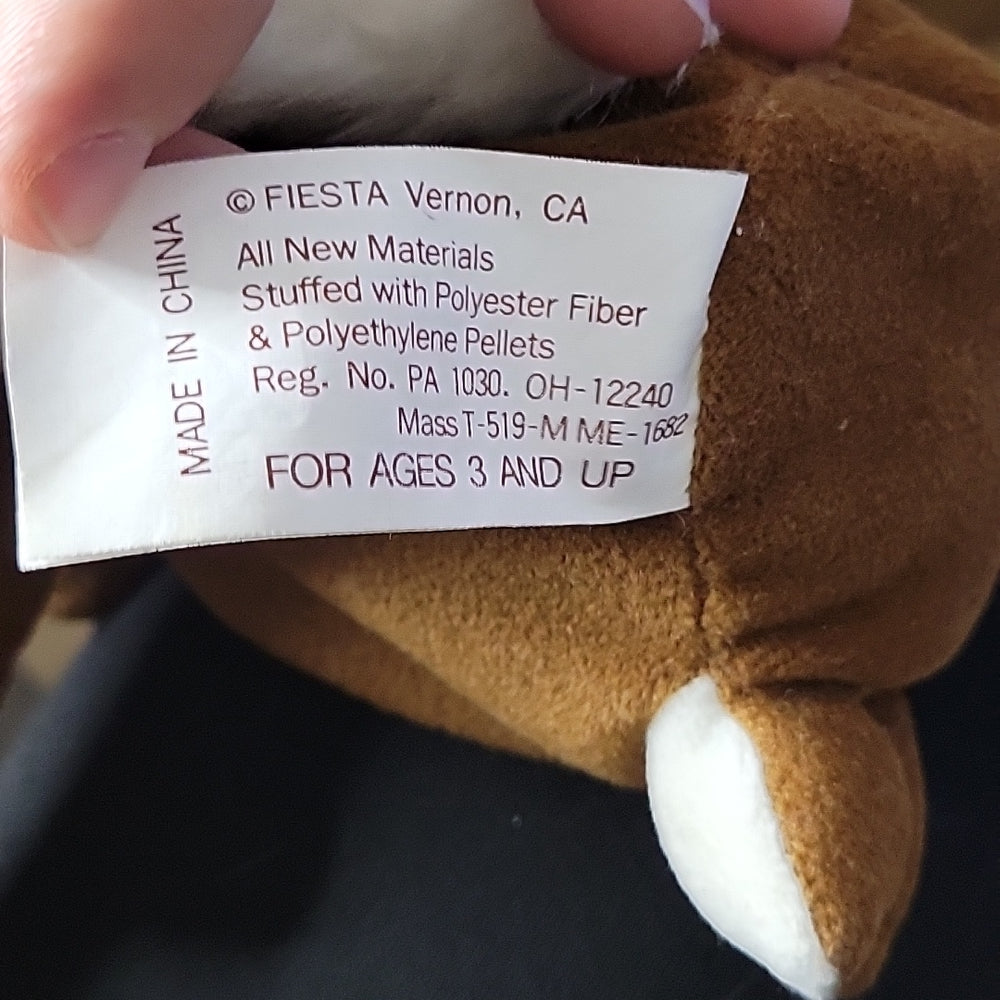 © FIESTA Vernon, CA
All New Materials
Stuffed with Polyester Fiber
& Polyethylene Pellets
Reg. No. PA 1030. OH-12240
Mass T-519-M ME-1682
FOR AGES 3 AND UP
MADE IN CHINA